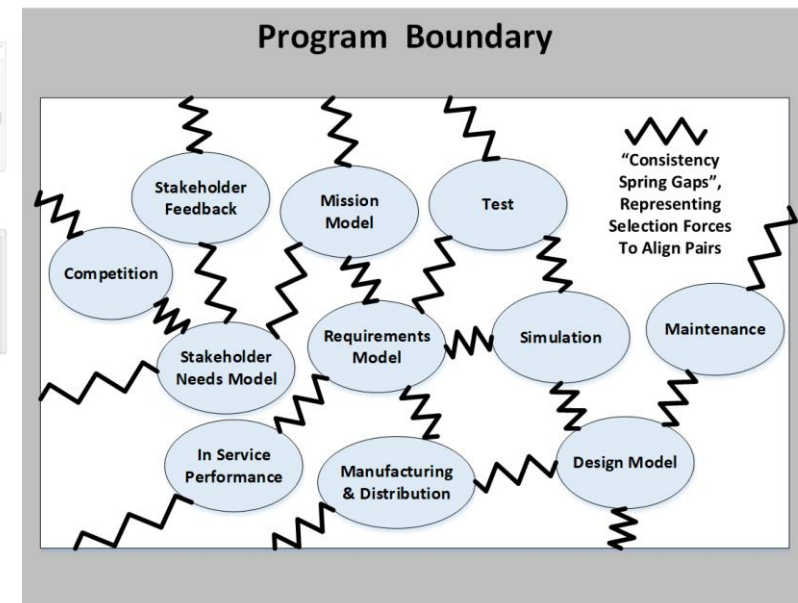 Program Boundary
“Consistency
Spring Gaps”,
Representing
Selection Forces
To Align Pairs
Stakeholder
Feedback
Mission
Model
Test
Competition
Stakeholder
Needs Model
Requirements
Model
Simulation
Maintenance
In Service
Performance
Manufacturing
& Distribution
Design Model